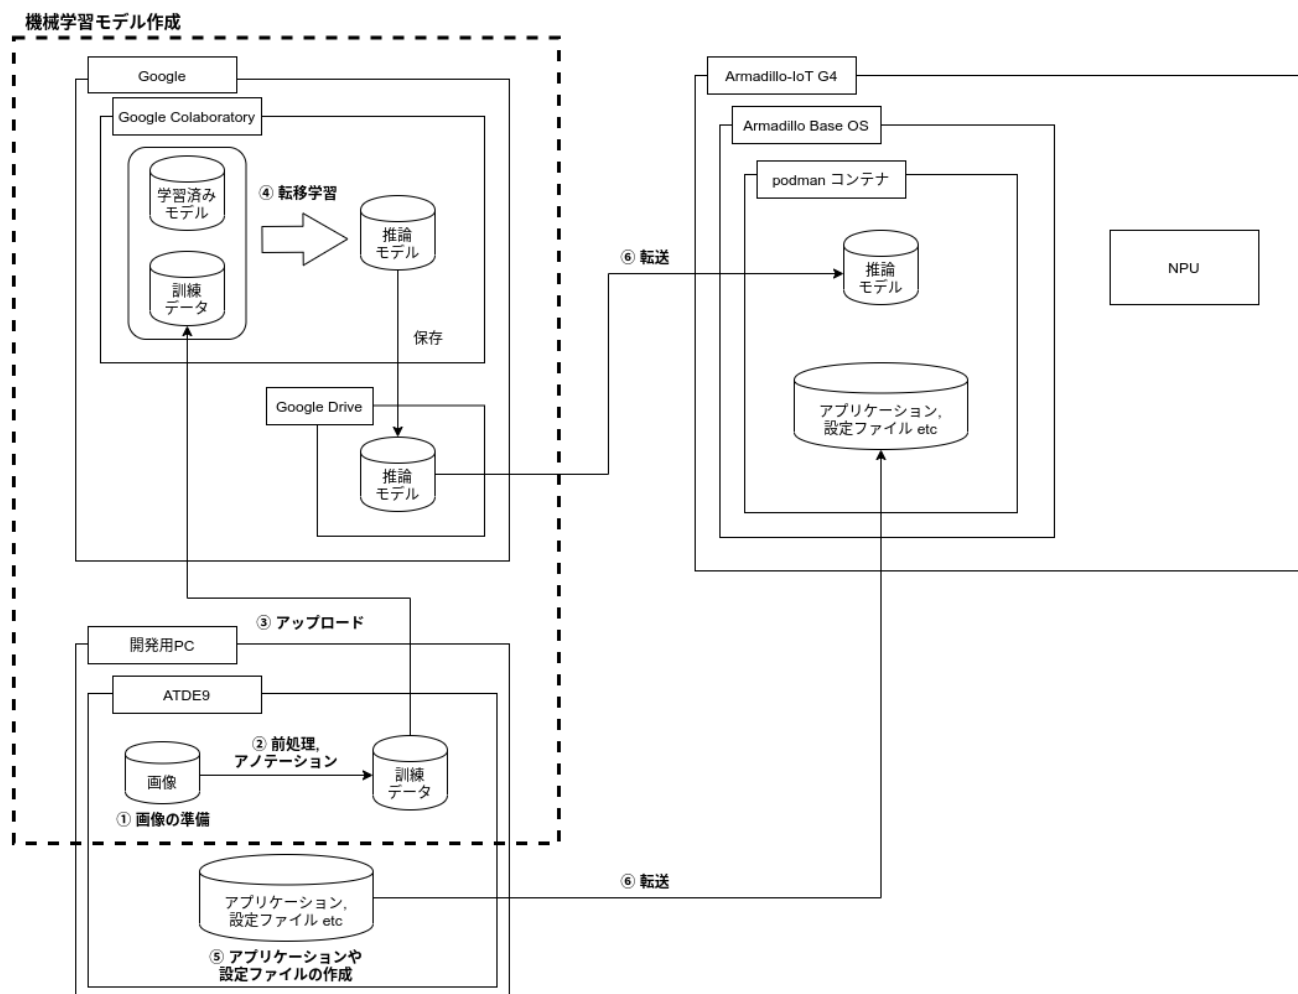 機械学習モデル作成
Google
Google Colaboratory
学習済み
モデル
④ 転移学習
推論
モデル
訓練
データ
保存
Google Drive
推論
モデル
③ アップロード
開発用PC
ATDE9
画像
② 前処理,
アノテーション
訓練
データ
① 画像の準備
アプリケーション,
設定ファイル etc
⑤ アプリケーションや
設定ファイルの作成
⑥ 転送
⑥ 転送
Armadillo-IoT G4
Armadillo Base OS
podman コンテナ
推論
モデル
アプリケーション,
設定ファイル etc
NPU